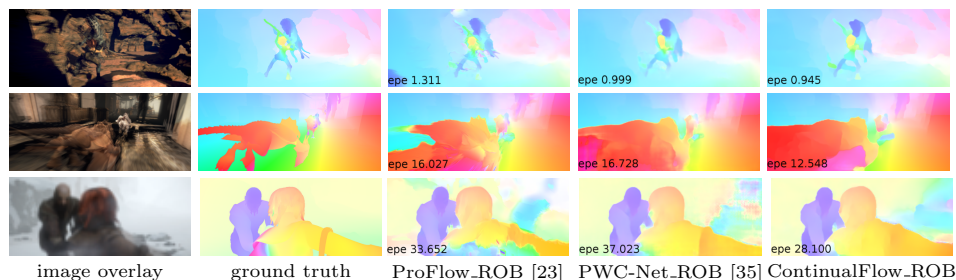 epe 1.311
epe 0.999
epe 0.945
epe 16.027
epe 16.728
epe 12.548
epe 33.652
epe 37.023
epe 28.100
image overlay
ground truth
ProFlow_ROB [23]
PWC-Net_ROB [35]
ContinualFlow_ROB